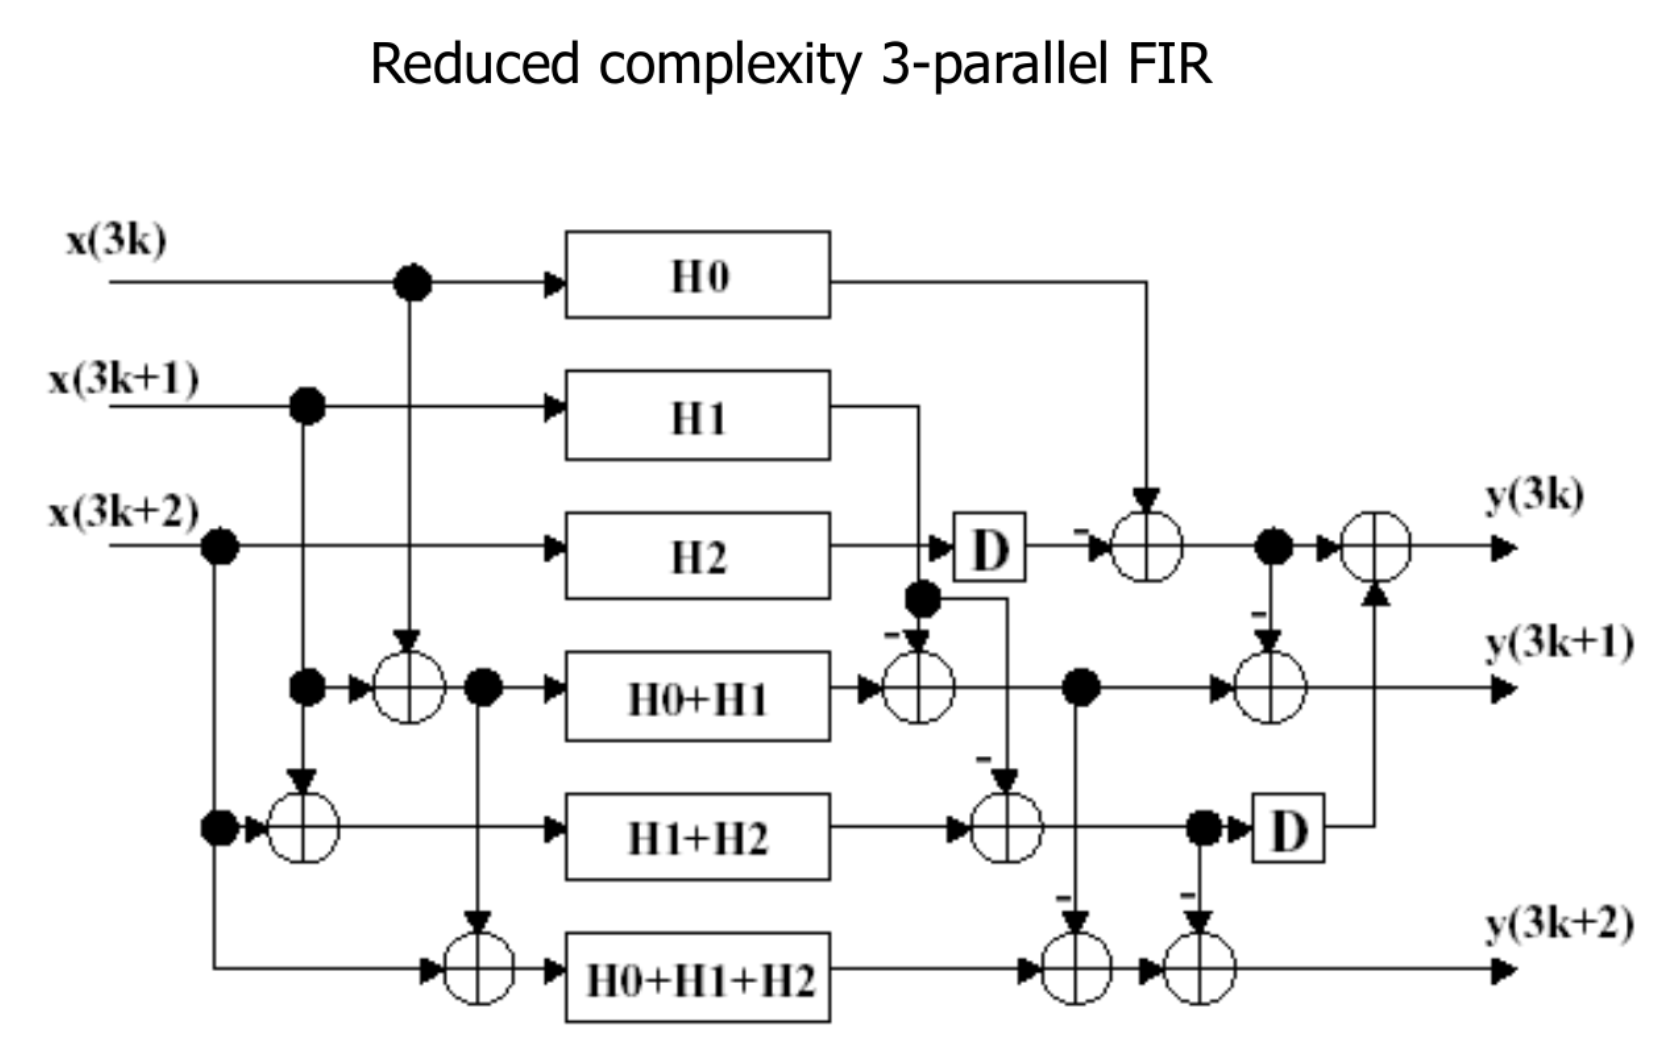 Reduced complexity 3-parallel FIR
x(3k)
H0
x(3k+1)
H1
x(3k+2)
H2
D
-
y(3k)
-
-
H0+H1
y(3k+1)
-
H1+H2
D
-
-
H0+H1+H2
y(3k+2)